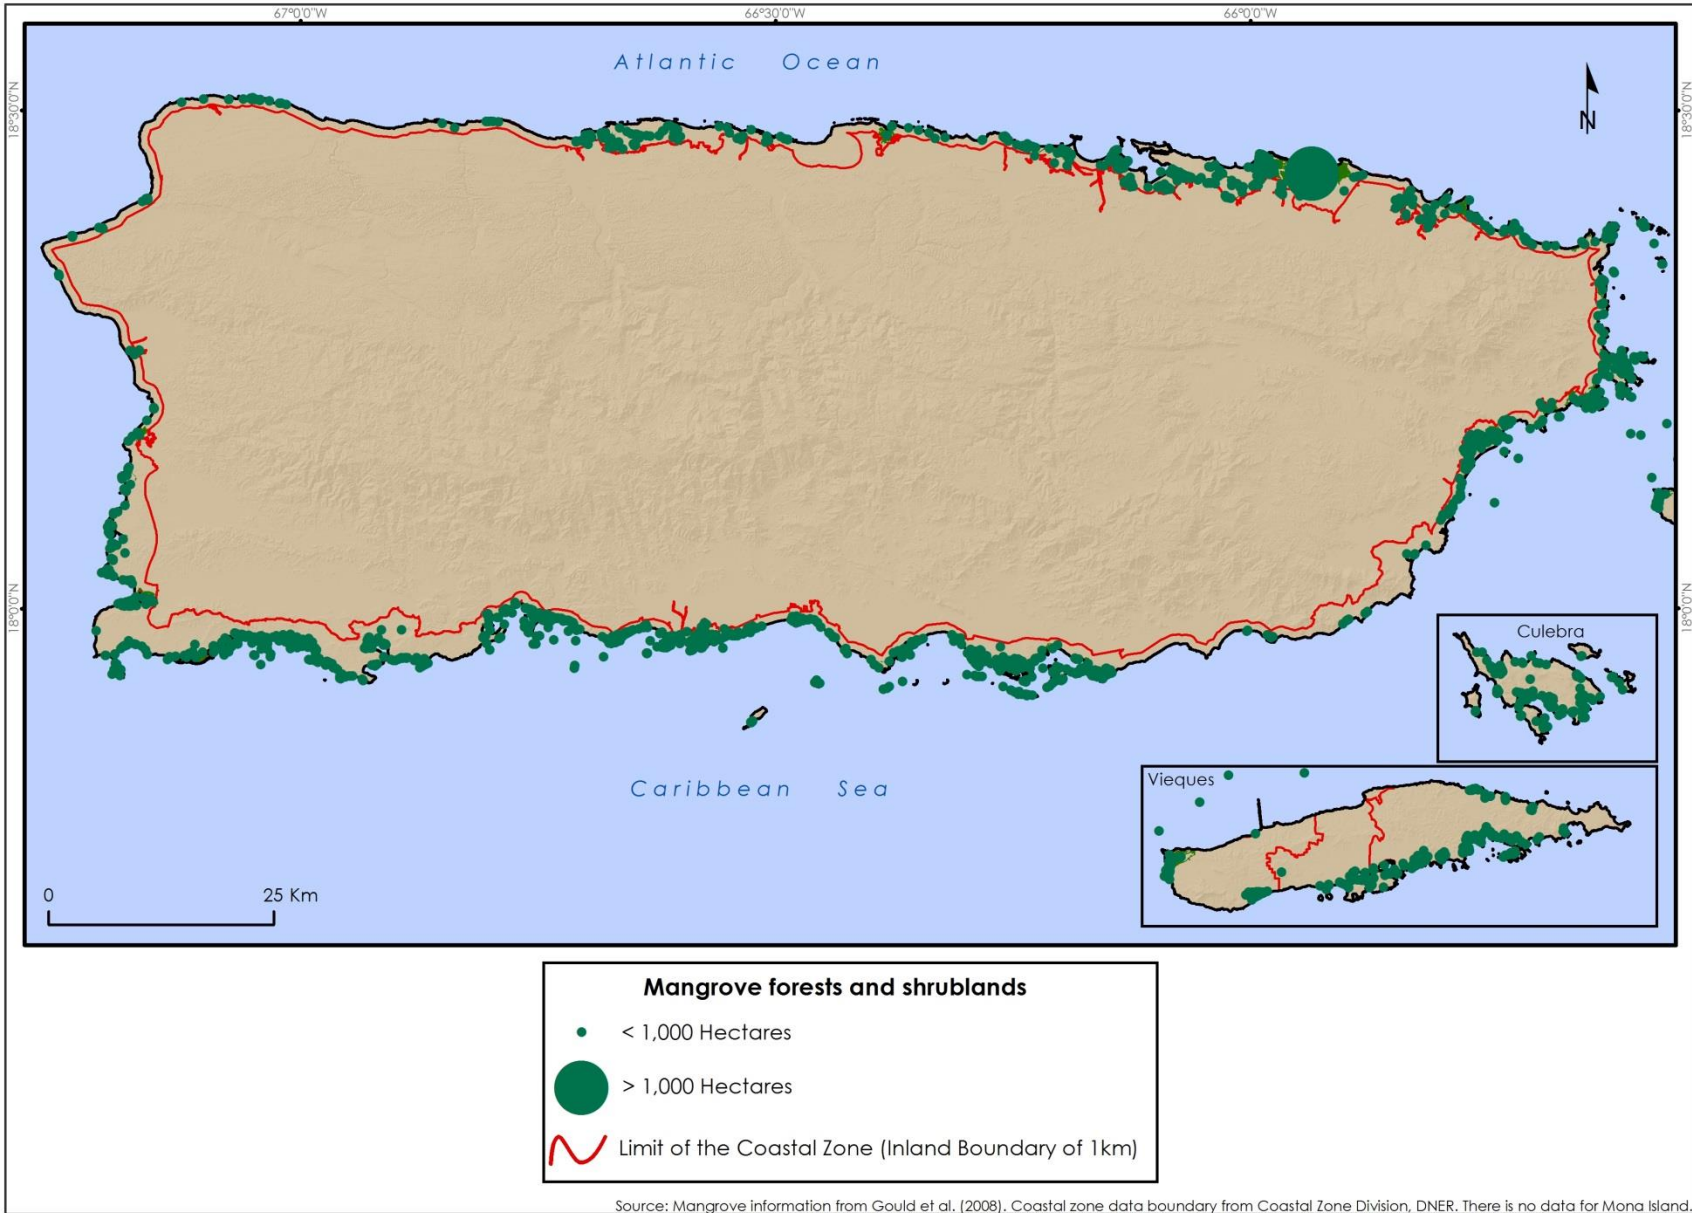 67°0'0"W 66°30'0"W 66°0'0"W
Atlantic Ocean
N
18°30'0"N 18°30'0"N
18°0'0"N 18°0'0"N
Culebra
Vieques
Caribbean Sea
0 25 Km
Mangrove forests and shrublands
< 1,000 Hectares
> 1,000 Hectares
Limit of the Coastal Zone (Inland Boundary of 1km)
Source: Mangrove information from Gould et al. (2008). Coastal zone data boundary from Coastal Zone Division, DNER. There is no data for Mona Island.